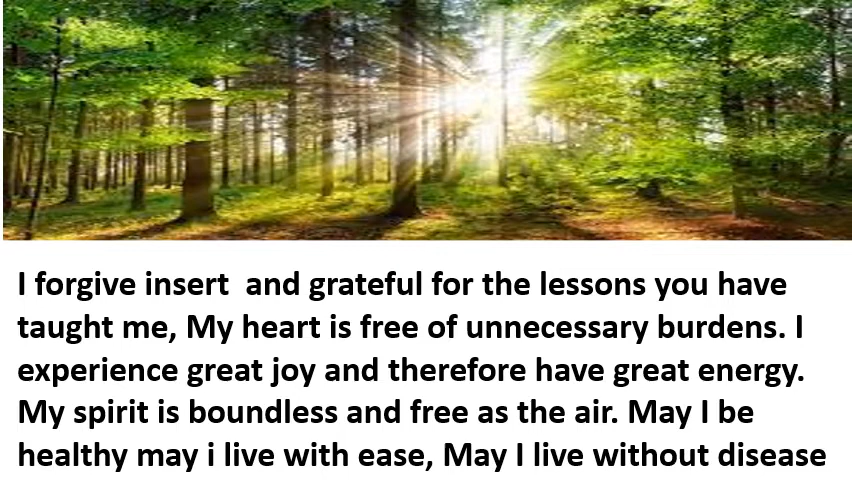 I forgive insert  and grateful for the lessons you have
taught me, My heart is free of unnecessary burdens. I
experience great joy and therefore have great energy.
My spirit is boundless and free as the air. May I be
healthy may i live with ease, May I live without disease